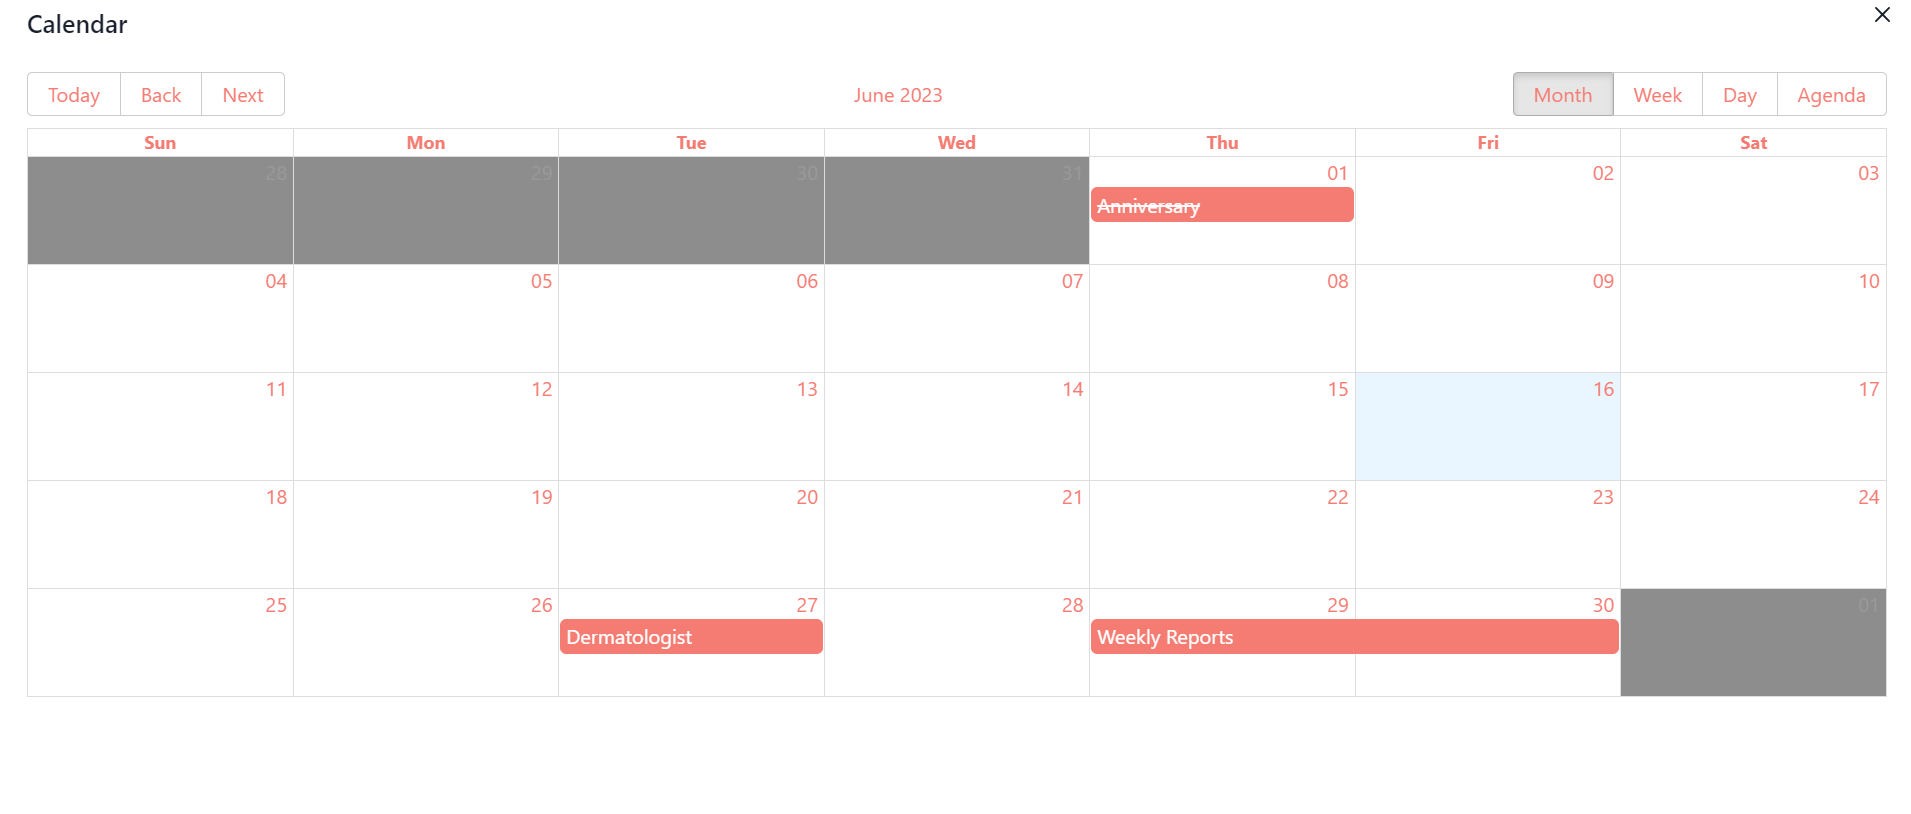 Calendar
Today Back Next June 2023 Month Week Day Agenda
Sun Mon Tue Wed Thu Fri Sat
28 29 30 31 01 02 03
Anniversary
04 05 06 07 08 09 10
11 12 13 14 15 16 17
18 19 20 21 22 23 24
25 26 27 28 29 30 01
Dermatologist Weekly Reports